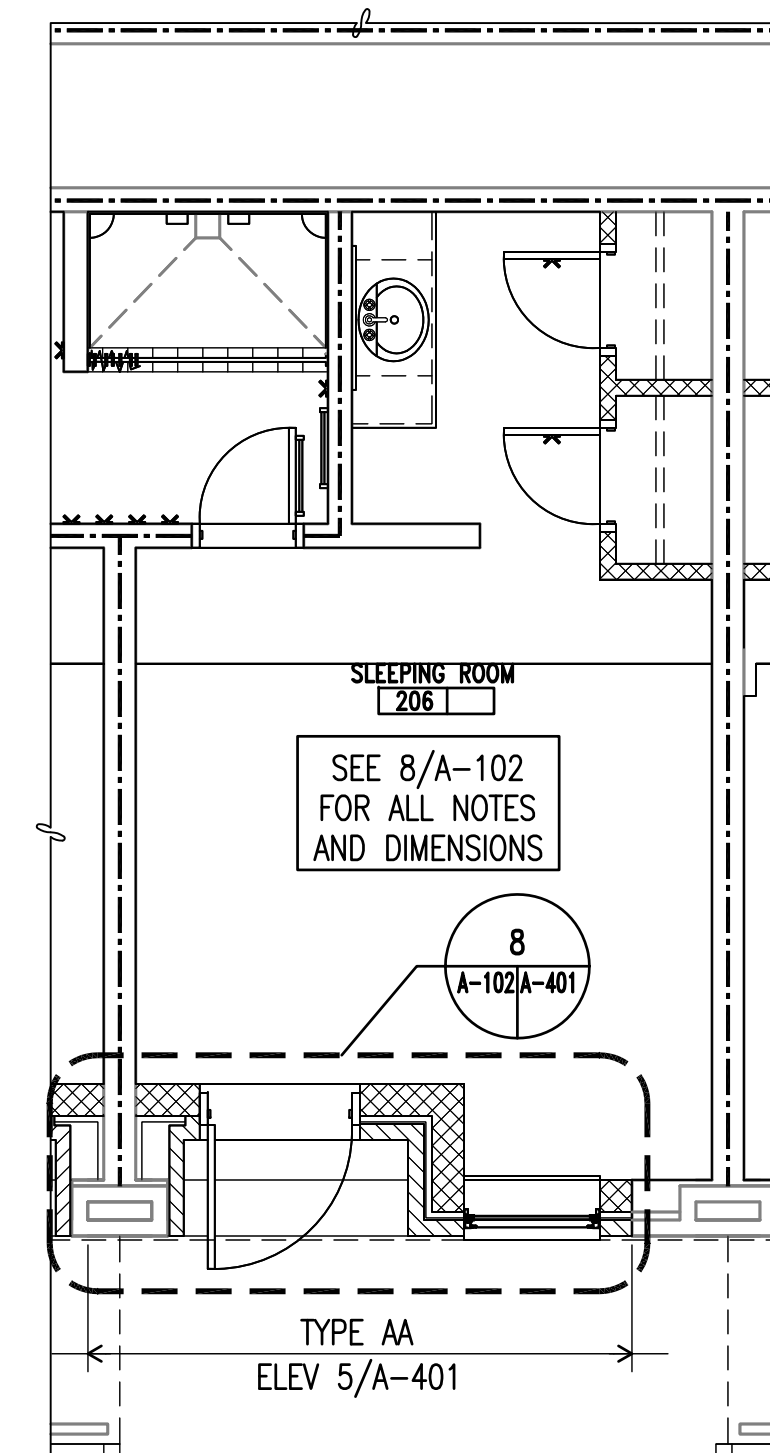 SLEEPING ROOM
206
SEE 8/A-102
FOR ALL NOTES
AND DIMENSIONS
8
A-102 A-401
TYPE AA
ELEV 5/A-401